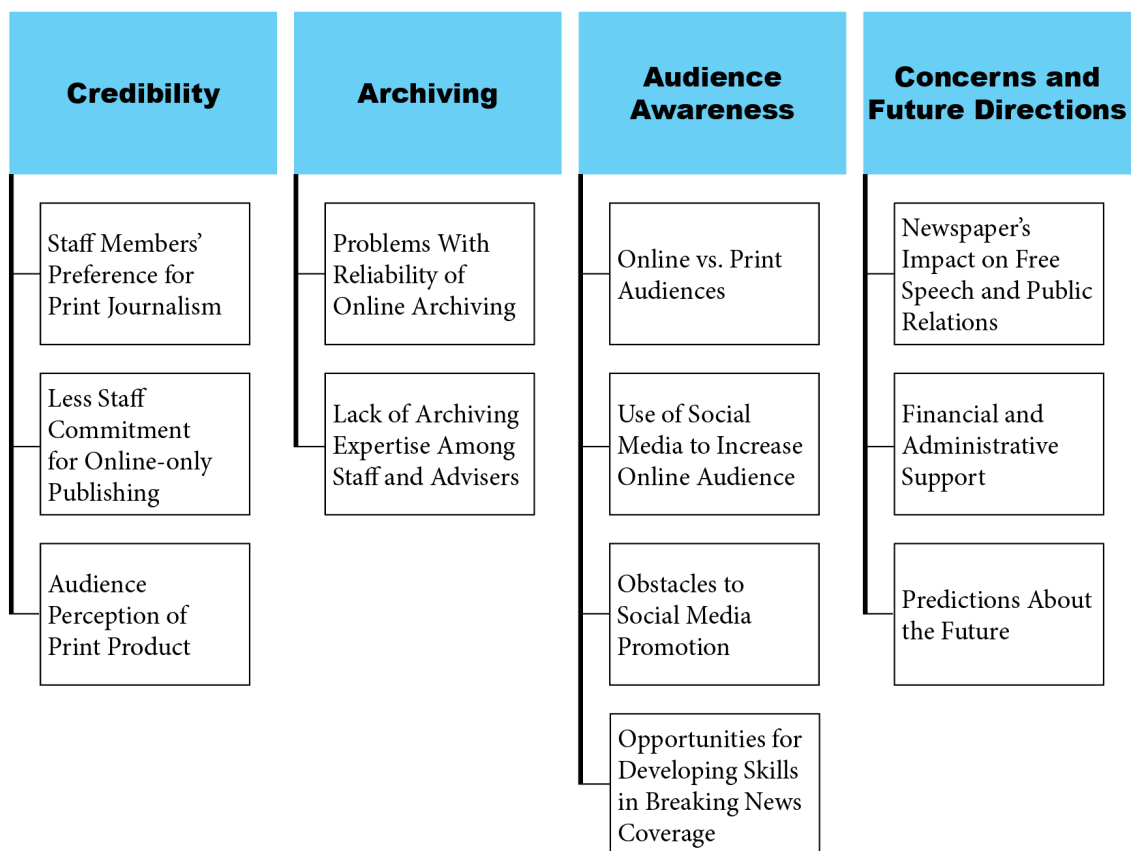 Credibility
Staff Members’
Preference for
Print Journalism
Less Staff
Commitment
for Online-only
Publishing
Audience
Perception of
Print Product
Archiving
Problems With
Reliability of
Online Archiving
Lack of Archiving
Expertise Among
Staff and Advisers
Audience
Awareness
Online vs. Print
Audiences
Use of Social
Media to Increase
Online Audience
Obstacles to
Social Media
Promotion
Opportunities for
Developing Skills
in Breaking News
Coverage
Concerns and
Future Directions
Newspaper’s
Impact on Free
Speech and Public
Relations
Financial and
Administrative
Support
Predictions About
the Future